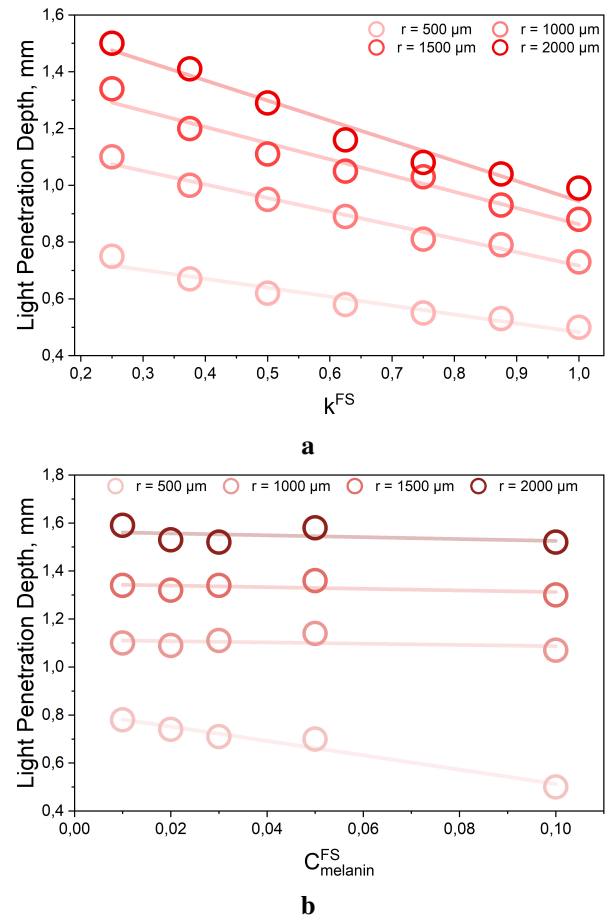 r = 500 µm r = 1000 µm
r = 1500 µm r = 2000 µm
Light Penetration Depth, mm
1,6
1,4
1,2
1,0
0,8
0,6
0,4
0,2 0,3 0,4 0,5 0,6 0,7 0,8 0,9 1,0
k^FS
a
r = 500 µm r = 1000 µm r = 1500 µm r = 2000 µm
Light Penetration Depth, mm
1,8
1,6
1,4
1,2
1,0
0,8
0,6
0,4
0,00 0,02 0,04 0,06 0,08 0,10
C^FS_melanin
b